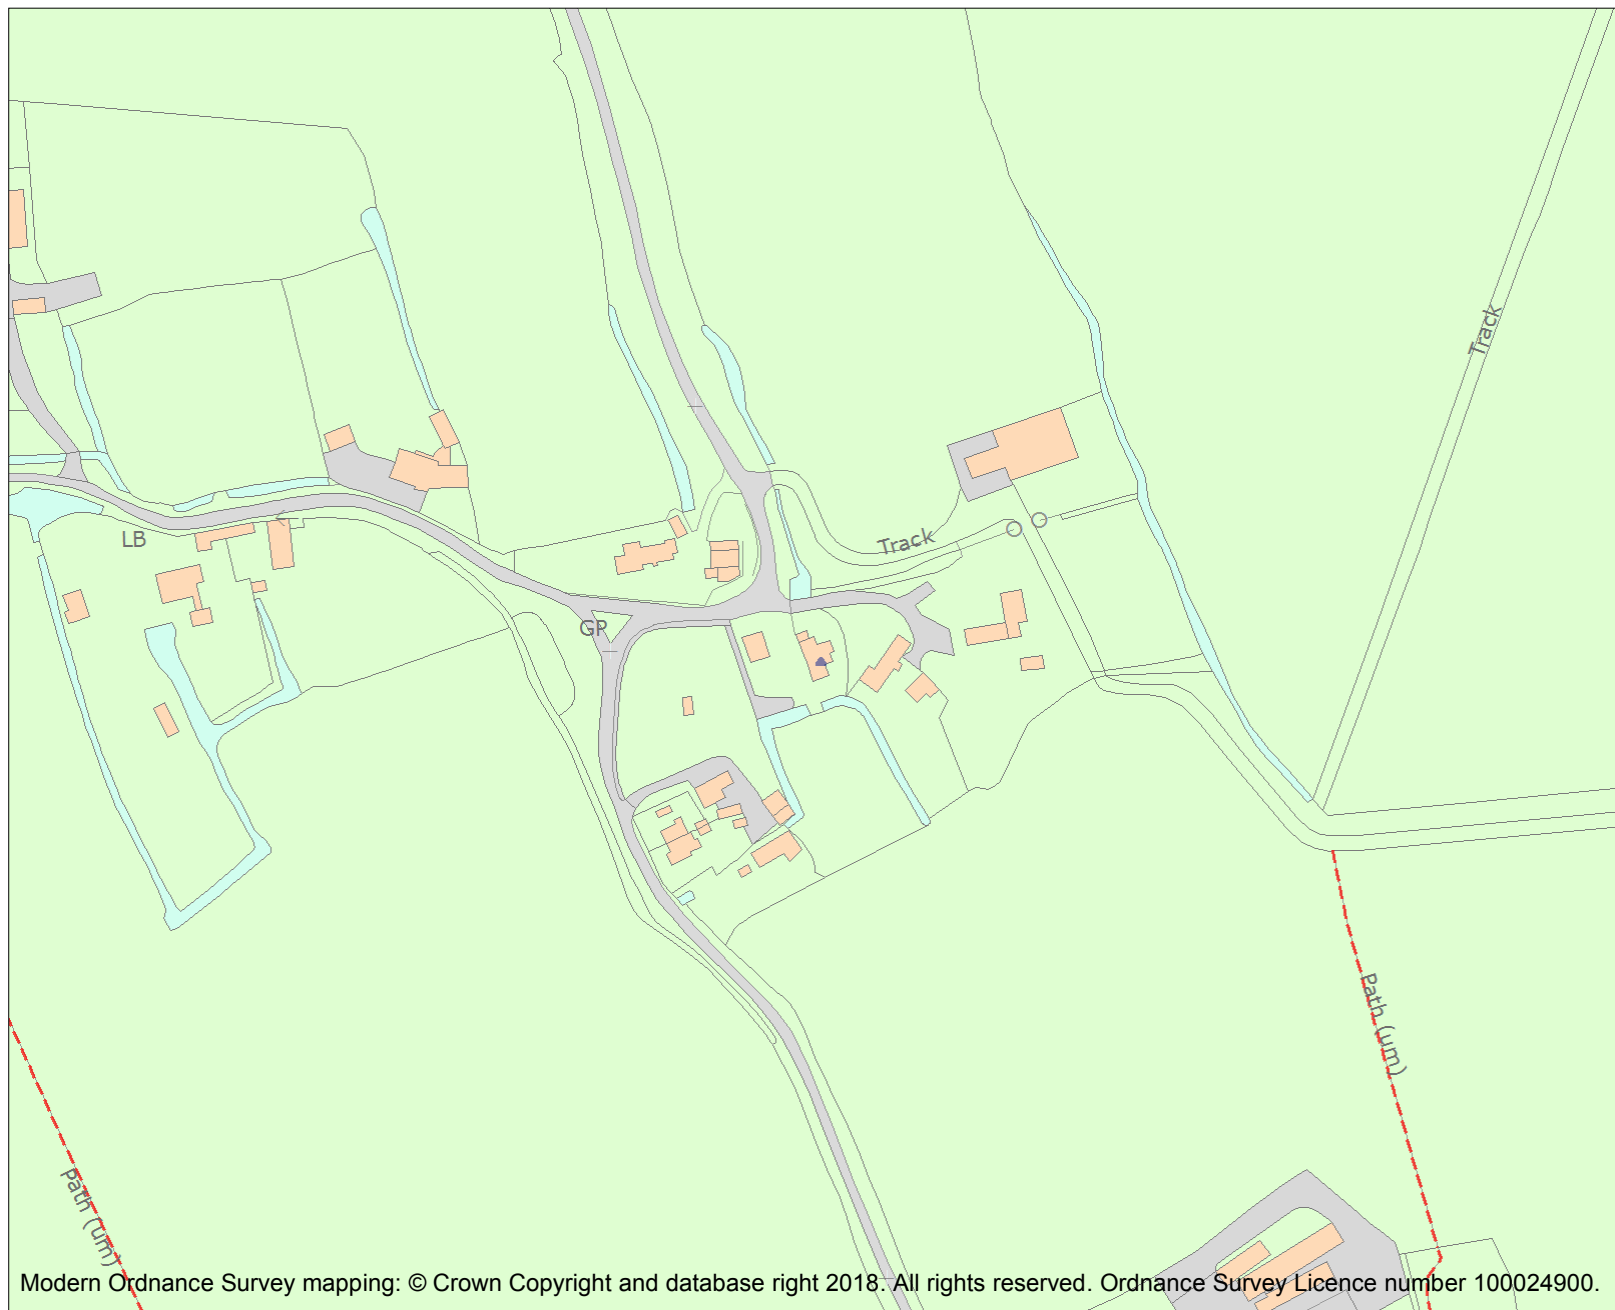 Track
LB
Track
GP
Path (um)
Path (um)
Modern Ordnance Survey mapping: © Crown Copyright and database right 2018. All rights reserved. Ordnance Survey Licence number 100024900.